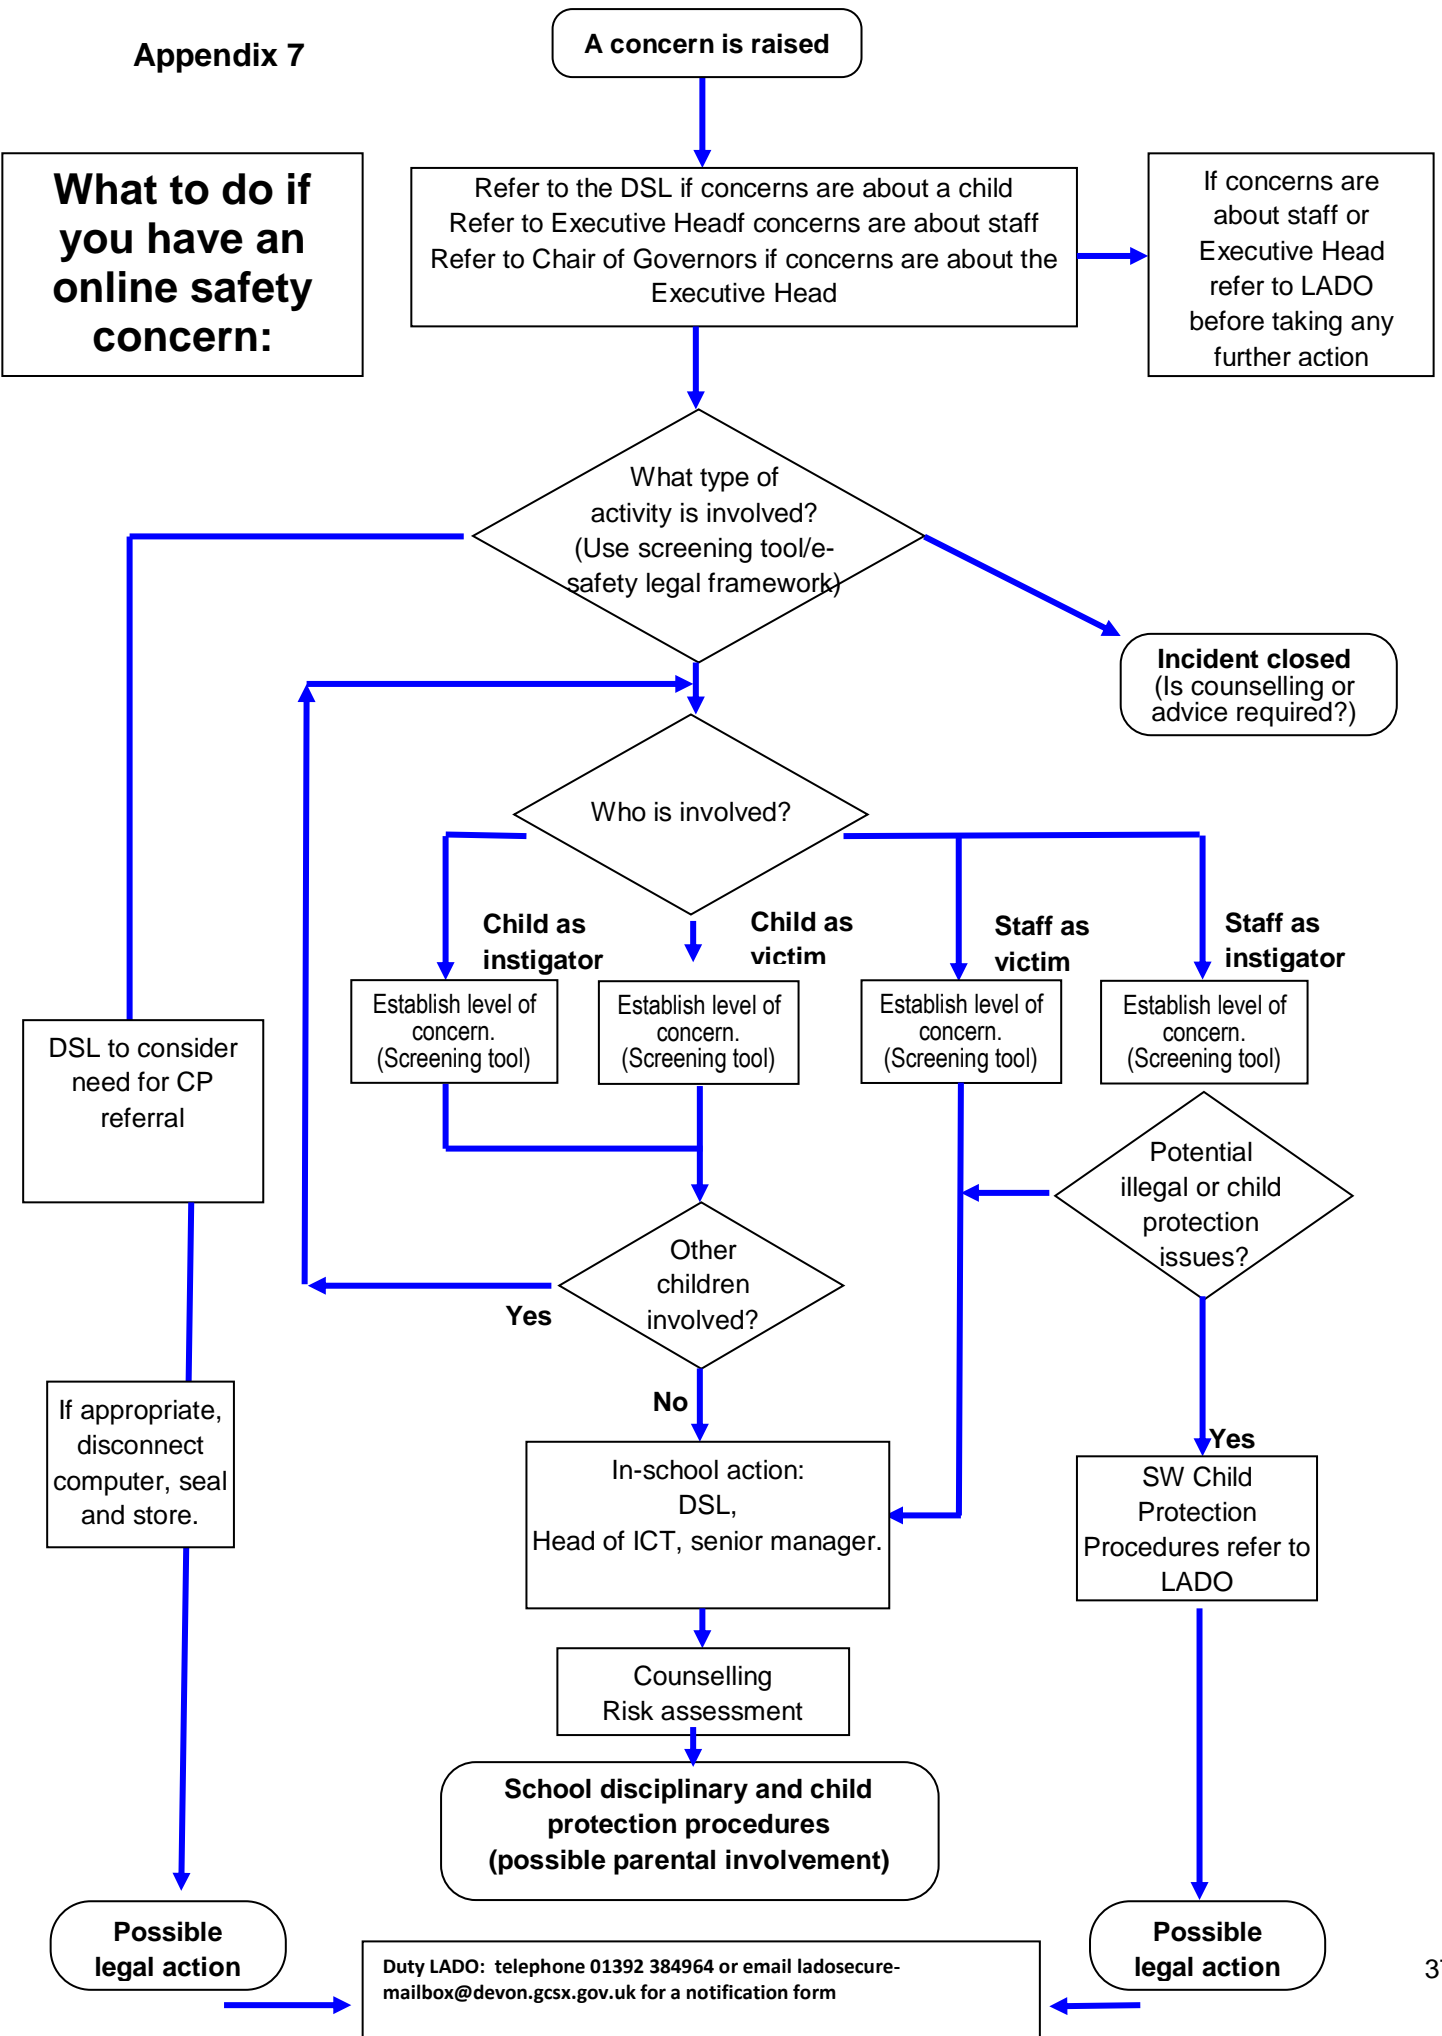 Appendix 7
A concern is raised
What to do if
you have an
online safety
concern:
Refer to the DSL if concerns are about a child
Refer to Executive Headf concerns are about staff
Refer to Chair of Governors if concerns are about the
Executive Head
If concerns are
about staff or
Executive Head
refer to LADO
before taking any
further action
What type of
activity is involved?
(Use screening tool/e-
safety legal framework)
Incident closed
(Is counselling or
advice required?)
Who is involved?
Child as
instigator
Child as
victim
Staff as
victim
Staff as
instigator
Establish level of
concern.
(Screening tool)
Establish level of
concern.
(Screening tool)
Establish level of
concern.
(Screening tool)
Establish level of
concern.
(Screening tool)
DSL to consider
need for CP
referral
Potential
illegal or child
protection
issues?
Other
children
involved?
Yes
No
If appropriate,
disconnect
computer, seal
and store.
In-school action:
DSL,
Head of ICT, senior manager.
Yes
SW Child
Protection
Procedures refer to
LADO
Counselling
Risk assessment
School disciplinary and child
protection procedures
(possible parental involvement)
Possible
legal action
Possible
legal action
Duty LADO: telephone 01392 384964 or email ladosecure-
mailbox@devon.gcsx.gov.uk for a notification form